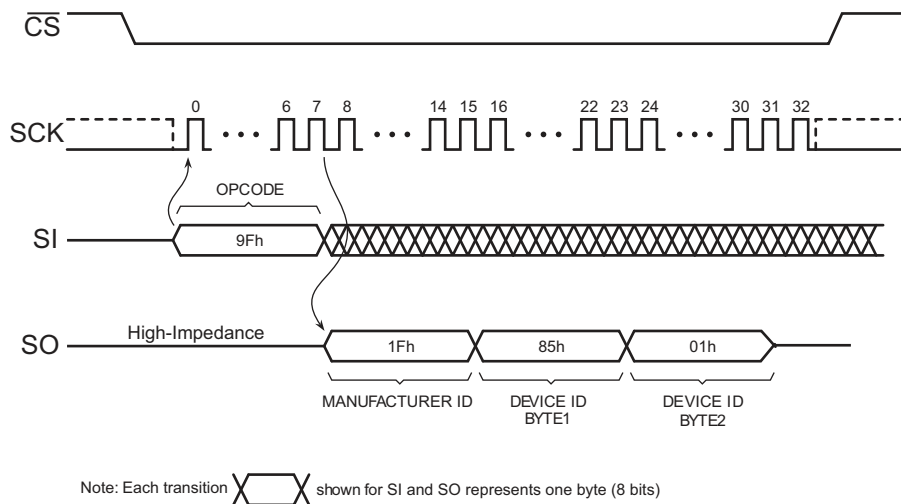 CS
0 6 7 8 14 15 16 22 23 24 30 31 32
SCK
OPCODE
SI
9Fh
High-Impedance
SO
1Fh 85h 01h
MANUFACTURER ID DEVICE ID DEVICE ID
BYTE1 BYTE2
Note: Each transition shown for SI and SO represents one byte (8 bits)